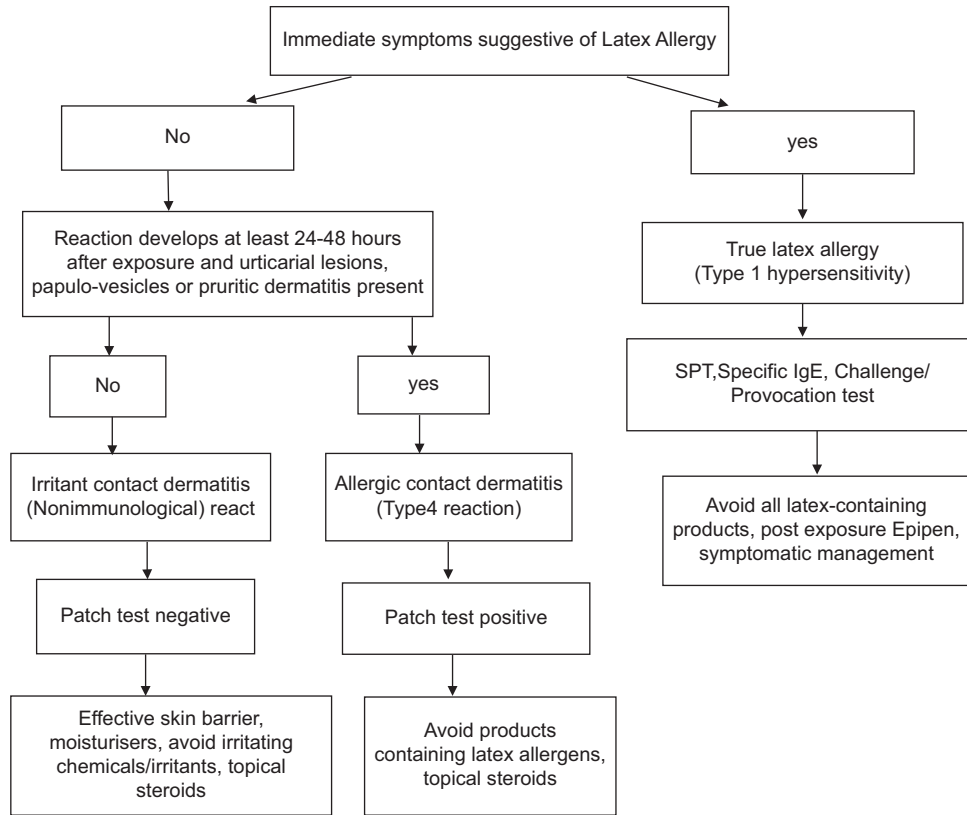 Immediate symptoms suggestive of Latex Allergy
No
yes
Reaction develops at least 24-48 hours
after exposure and urticarial lesions,
papulo-vesicles or pruritic dermatitis present
True latex allergy
(Type 1 hypersensitivity)
No
yes
SPT,Specific IgE, Challenge/
Provocation test
Irritant contact dermatitis
(Nonimmunological) react
Allergic contact dermatitis
(Type4 reaction)
Avoid all latex-containing
products, post exposure Epipen,
symptomatic management
Patch test negative
Patch test positive
Effective skin barrier,
moisturisers, avoid irritating
chemicals/irritants, topical
steroids
Avoid products
containing latex allergens,
topical steroids